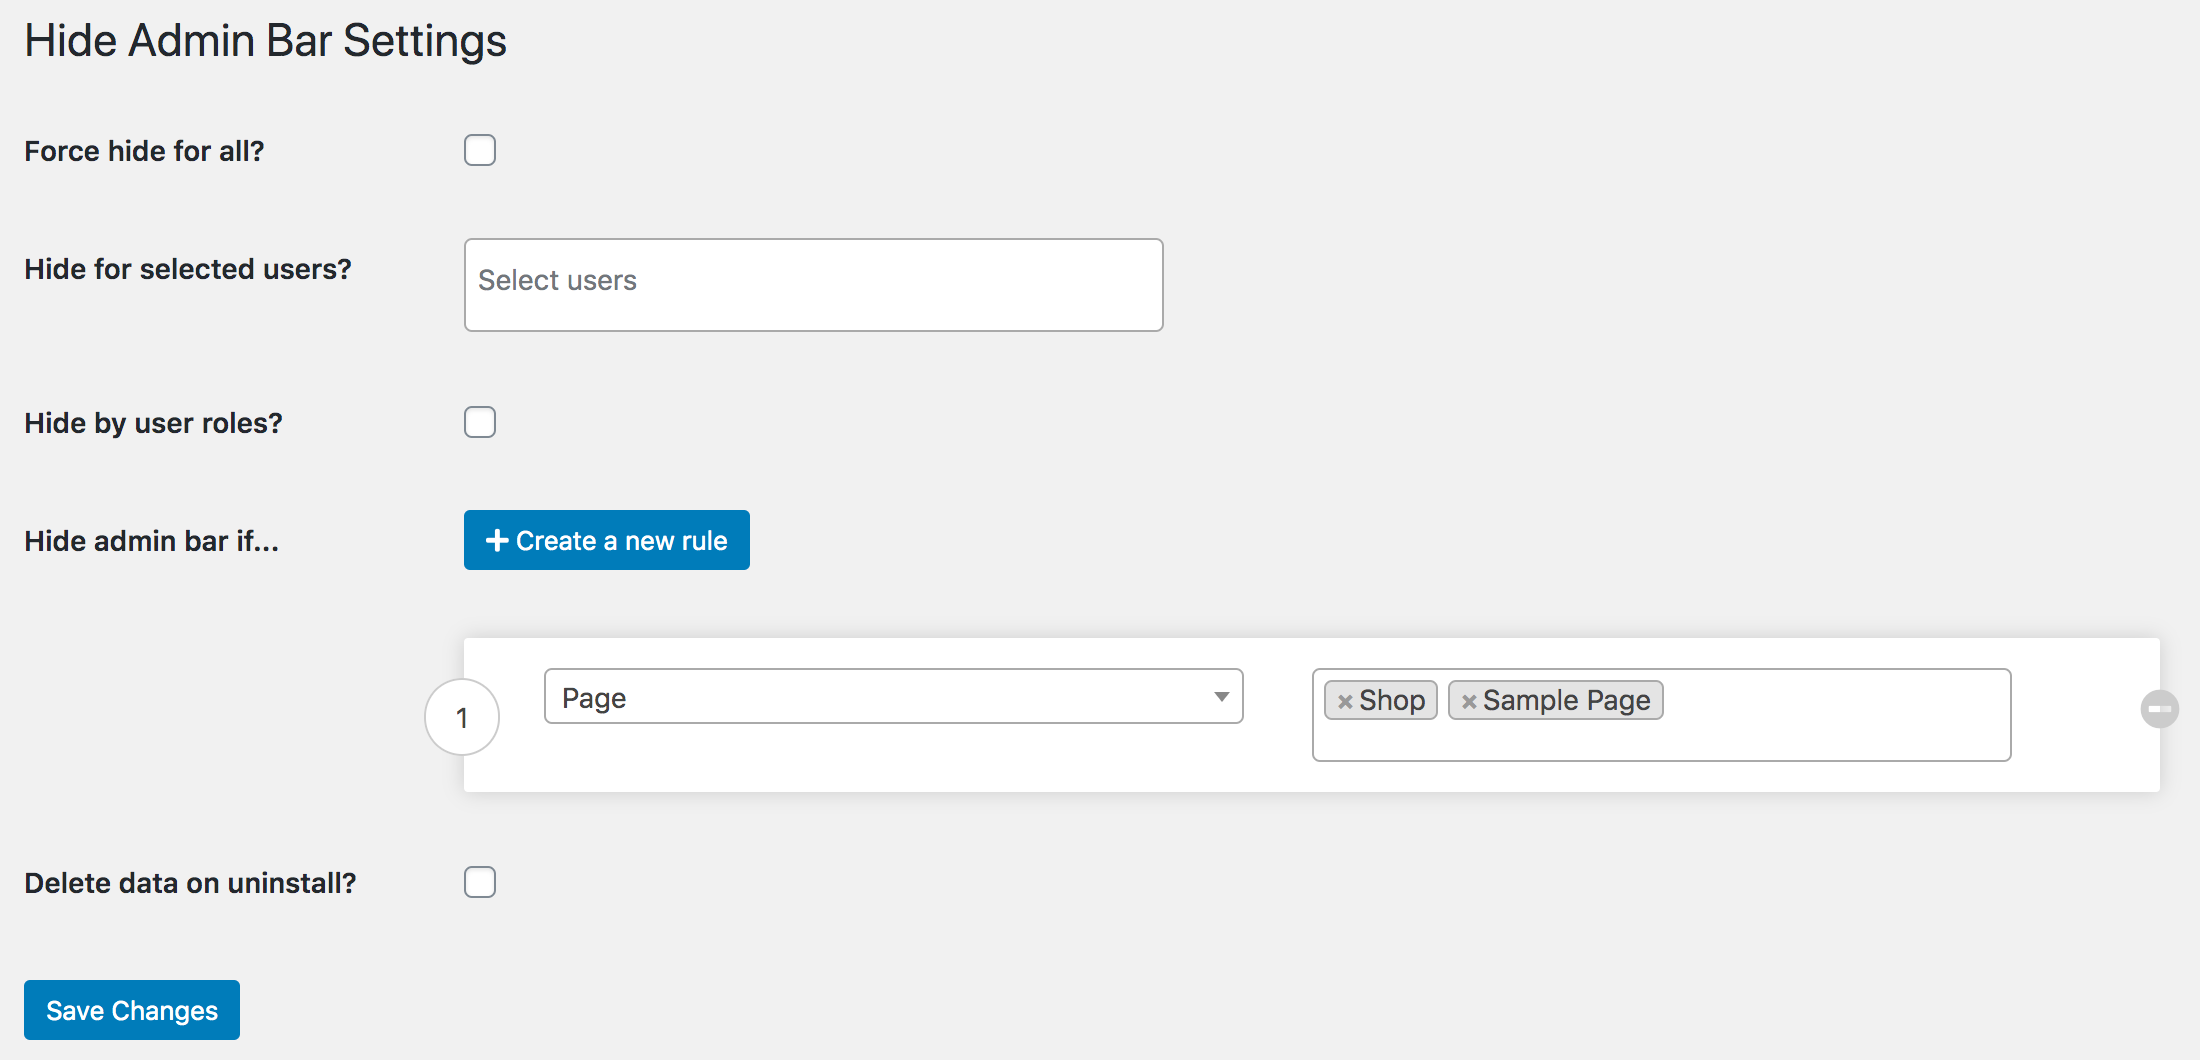 Hide Admin Bar Settings
Force hide for all?
Hide for selected users?
Select users
Hide by user roles?
Hide admin bar if...
Create a new rule
1
Page
× Shop × Sample Page
Delete data on uninstall?
Save Changes